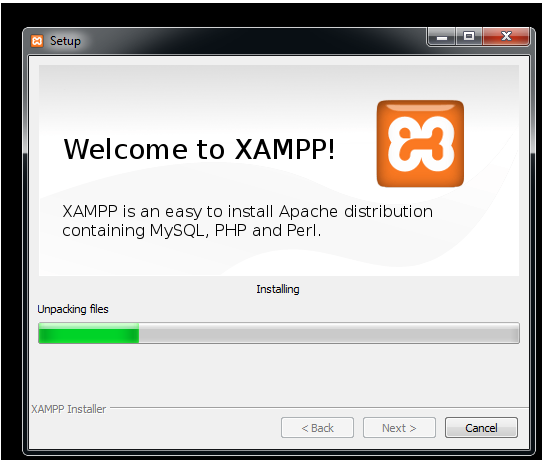 Setup
Welcome to XAMPP!
XAMPP is an easy to install Apache distribution
containing MySQL, PHP and Perl.
Installing
Unpacking files
XAMPP Installer
< Back
Next >
Cancel